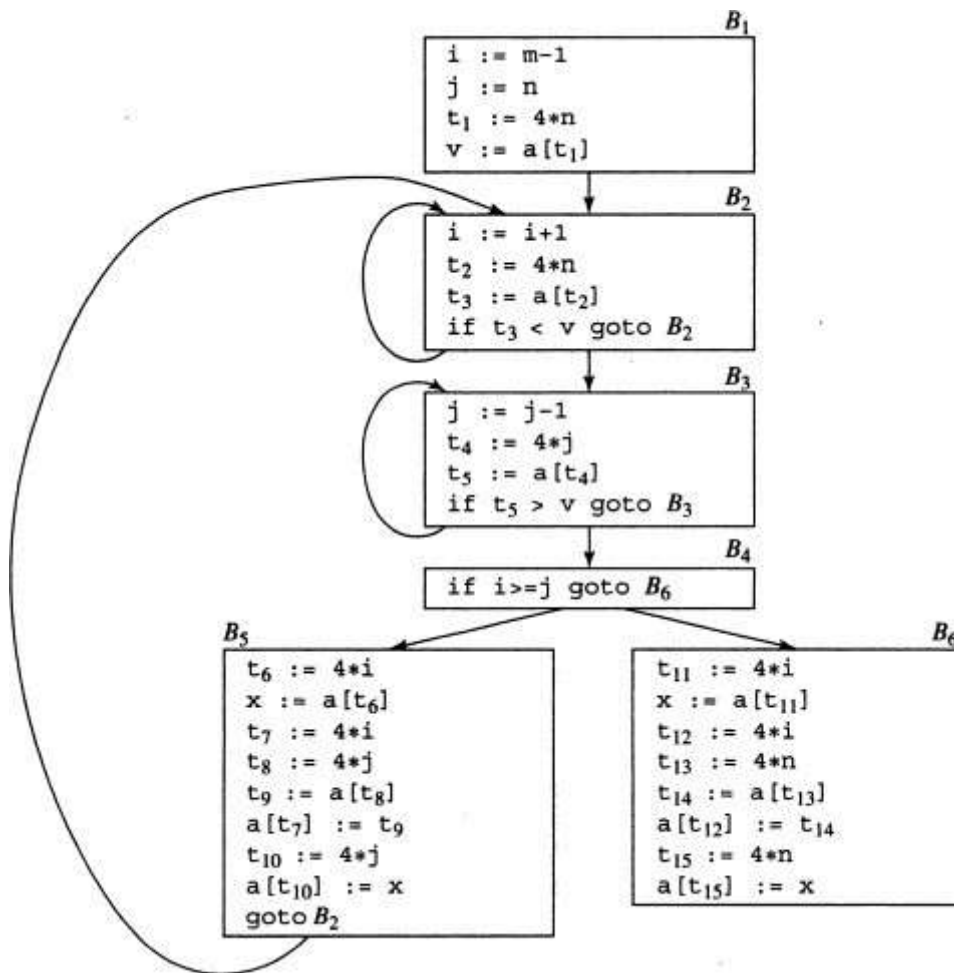 B₁
i := m-1
j := n
t₁ := 4*n
v := a[t₁]
B₂
i := i+1
t₂ := 4*n
t₃ := a[t₂]
if t₃ < v goto B₂
B₃
j := j-1
t₄ := 4*j
t₅ := a[t₄]
if t₅ > v goto B₃
B₄
if i>=j goto B₆
B₅
t₆ := 4*i
x := a[t₆]
t₇ := 4*i
t₈ := 4*j
t₉ := a[t₈]
a[t₇] := t₉
t₁₀ := 4*j
a[t₁₀] := x
goto B₂
B₆
t₁₁ := 4*i
x := a[t₁₁]
t₁₂ := 4*i
t₁₃ := 4*n
t₁₄ := a[t₁₃]
a[t₁₂] := t₁₄
t₁₅ := 4*n
a[t₁₅] := x